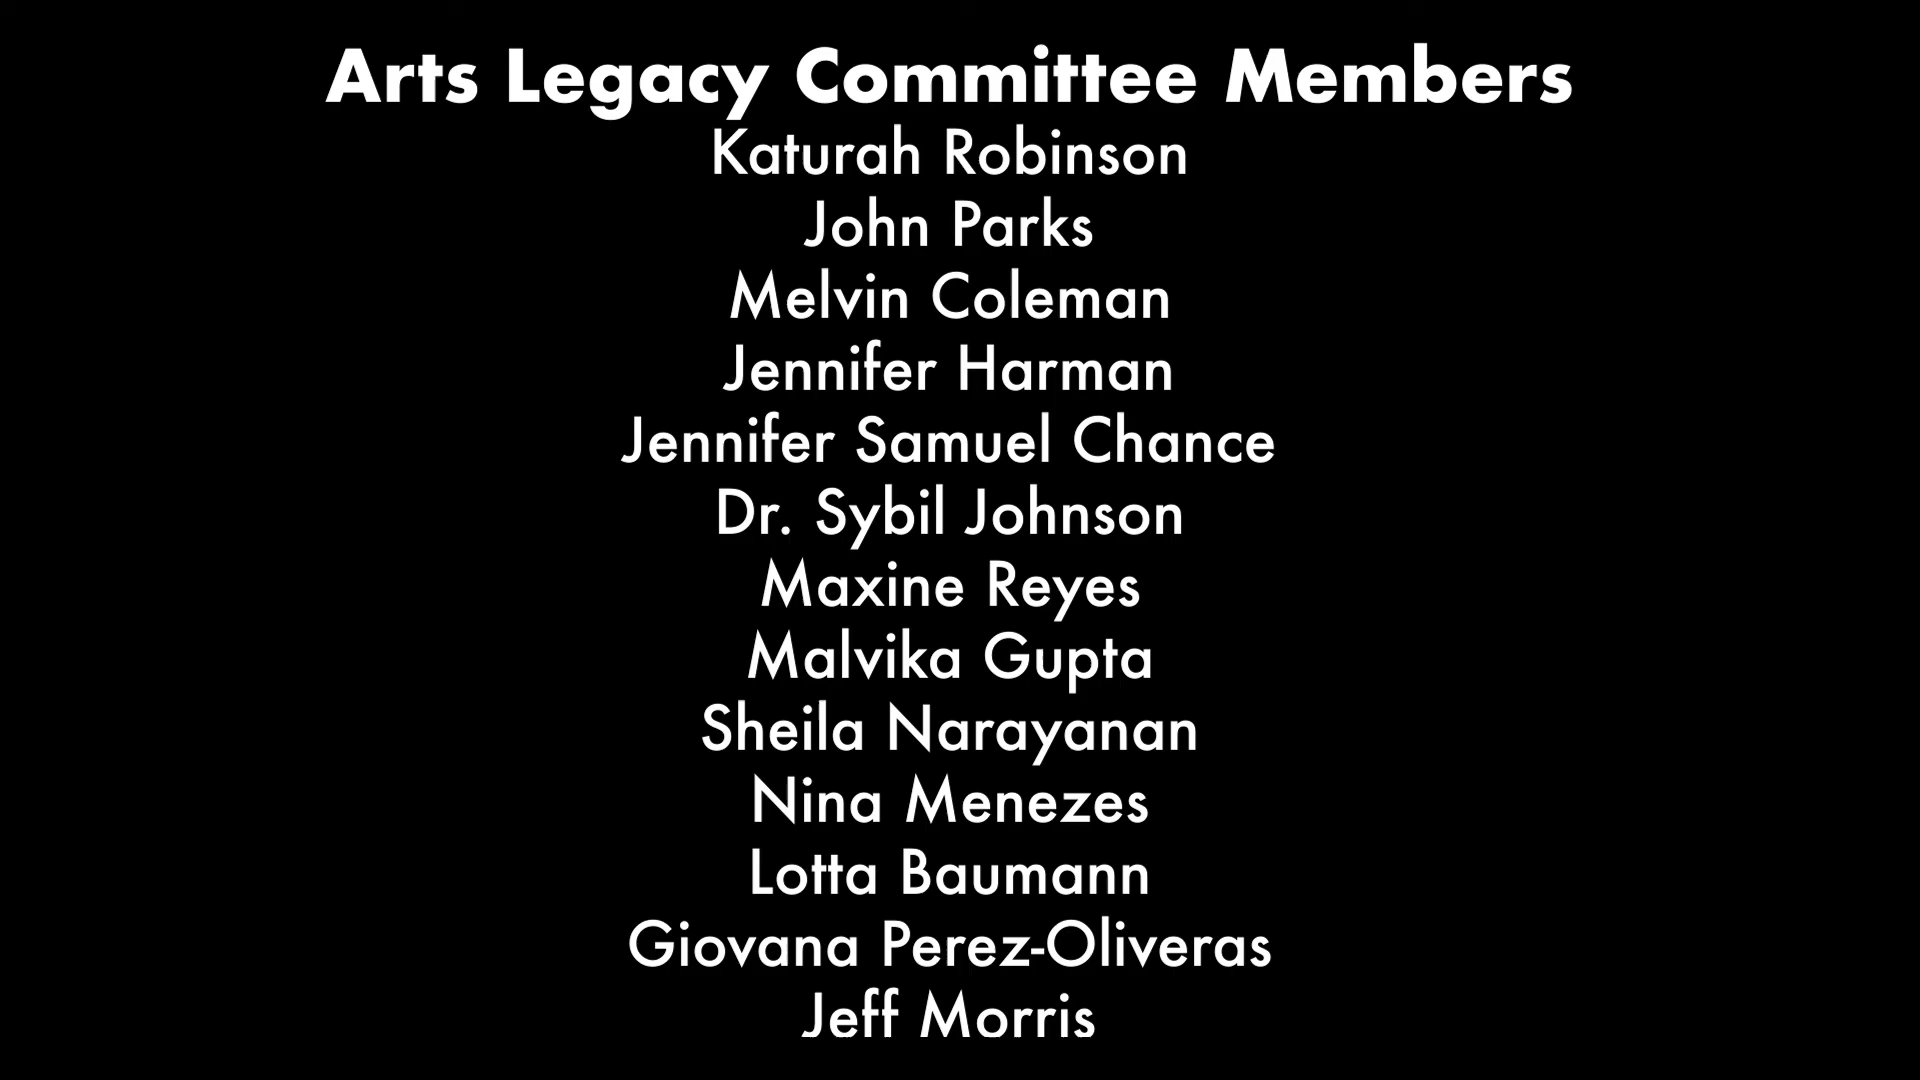 Arts Legacy Committee Members
Katurah Robinson
John Parks
Melvin Coleman
Jennifer Harman
Jennifer Samuel Chance
Dr. Sybil Johnson
Maxine Reyes
Malvika Gupta
Sheila Narayanan
Nina Menezes
Lotta Baumann
Giovana Perez-Oliveras
Jeff Morris